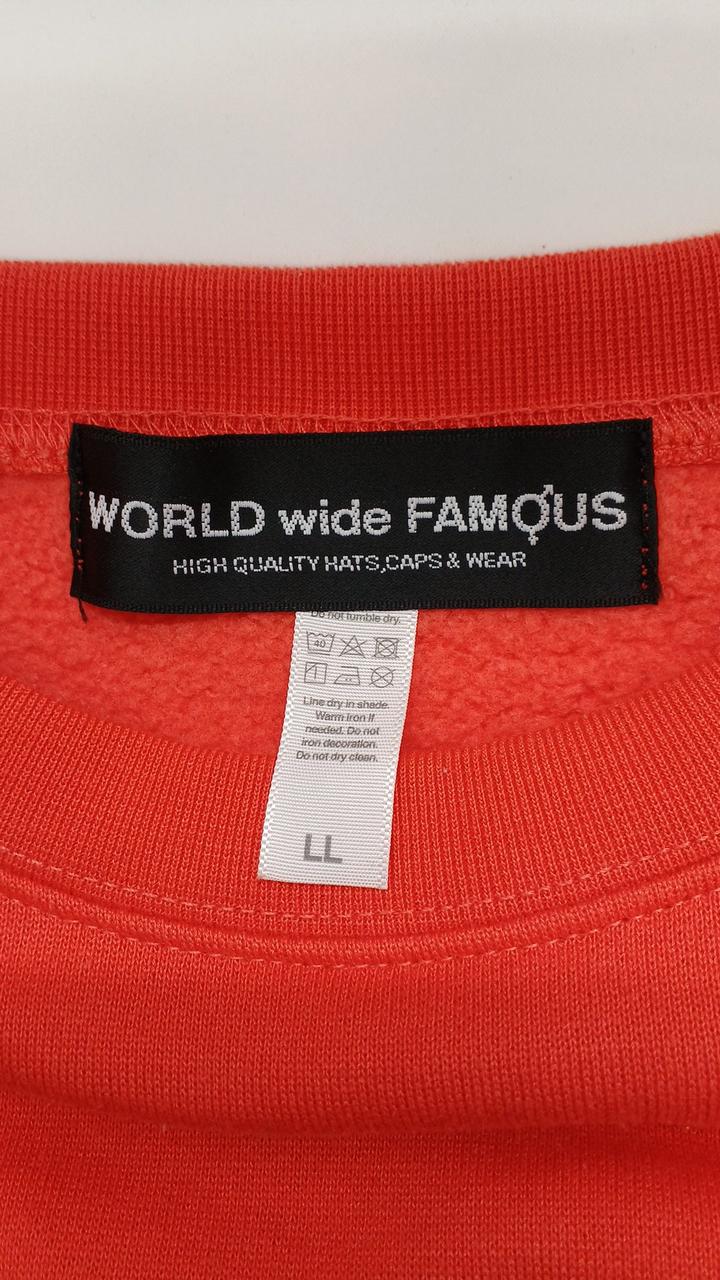 WORLD wide FAMOUS
HIGH QUALITY HATS,CAPS & WEAR
Do not tumble dry.
40
Line dry in shade.
Warm iron if
needed. Do not
iron decoration.
Do not dry clean.
LL